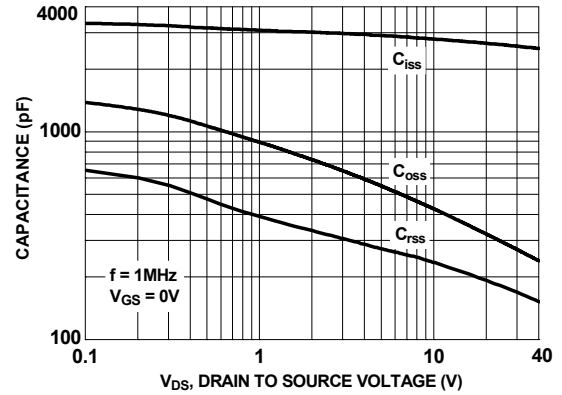 4000
1000
100
CAPACITANCE (pF)
Ciss
Coss
Crss
f = 1MHz
VGS = 0V
0.1
1
10
40
VDS, DRAIN TO SOURCE VOLTAGE (V)